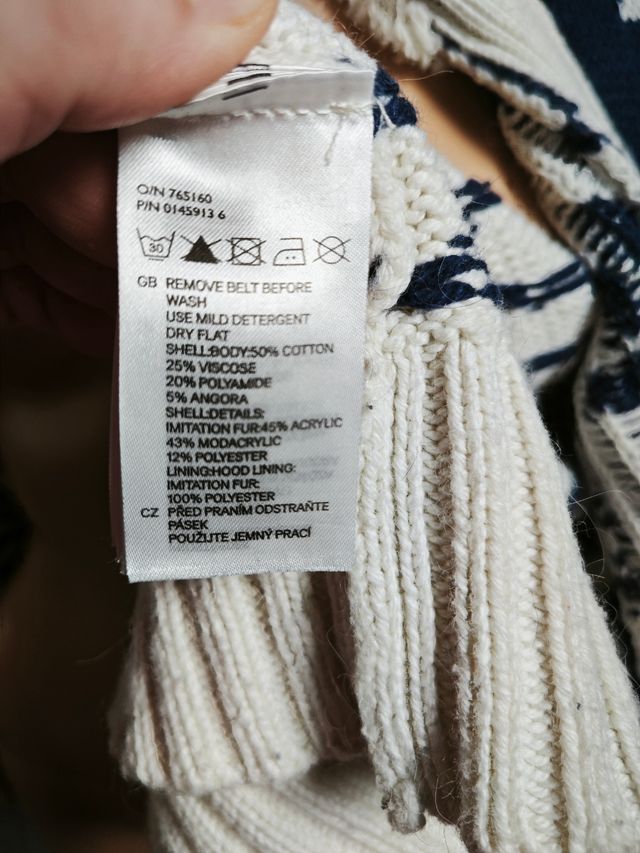 O/N 765160
P/N 0145913 6
30
GB REMOVE BELT BEFORE
WASH
USE MILD DETERGENT
DRY FLAT
SHELL:BODY:50% COTTON
25% VISCOSE
20% POLYAMIDE
5% ANGORA
SHELL:DETAILS:
IMITATION FUR:45% ACRYLIC
43% MODACRYLIC
12% POLYESTER
LINING:HOOD LINING:
IMITATION FUR:
100% POLYESTER
CZ PŘED PRANÍM ODSTRAŇTE
PÁSEK
POUŽIJTE JEMNÝ PRACÍ